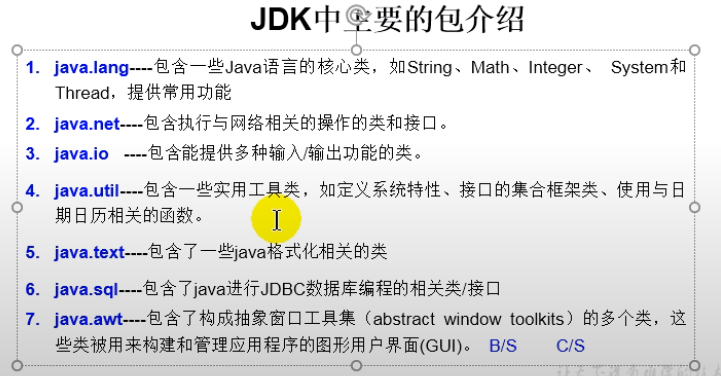 JDK中主要的包介绍
1. java.lang----包含一些Java语言的核心类，如String、Math、Integer、 System和
Thread，提供常用功能
2. java.net----包含执行与网络相关的操作的类和接口。
3. java.io ----包含能提供多种输入/输出功能的类。
4. java.util----包含一些实用工具类，如定义系统特性、接口的集合框架类、使用与日
期日历相关的函数。
5. java.text----包含了一些java格式化相关的类
6. java.sql----包含了java进行JDBC数据库编程的相关类/接口
7. java.awt----包含了构成抽象窗口工具集（abstract window toolkits）的多个类，这
些类被用来构建和管理应用程序的图形用户界面(GUI)。 B/S C/S